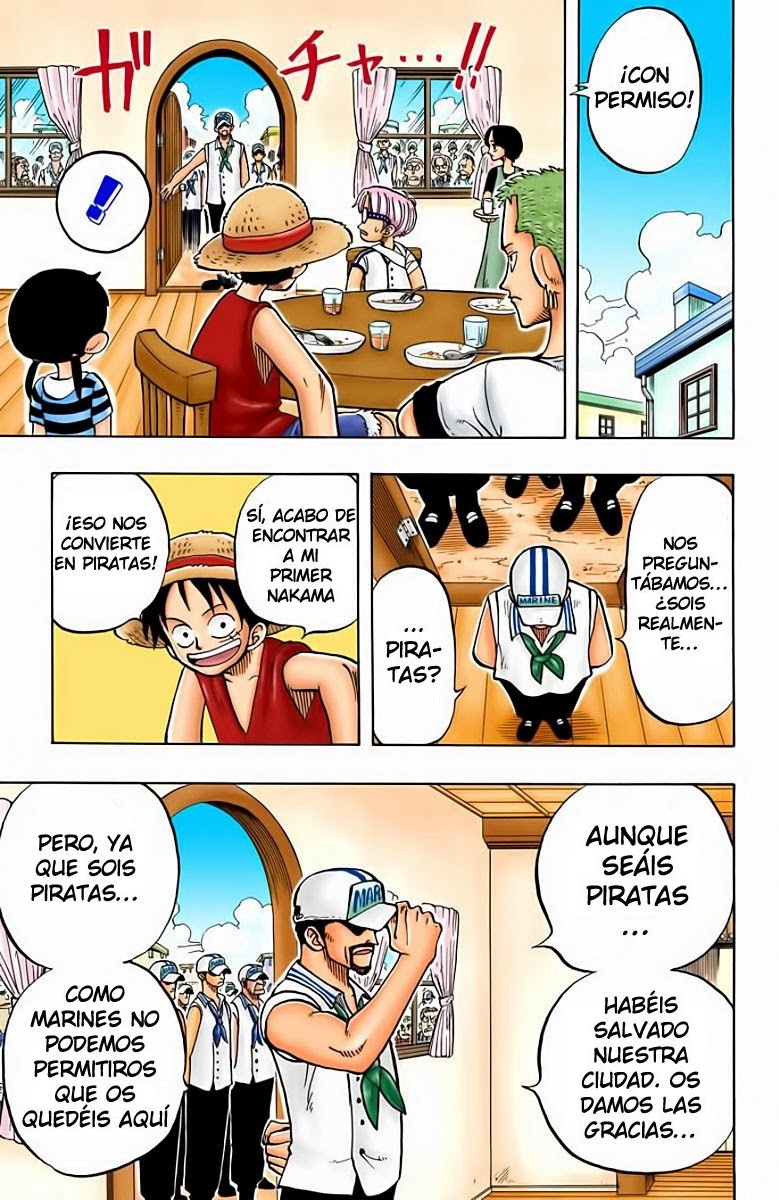 ¡CON
PERMISO!
ガチャ…!!
!
NOS
PREGUN-
TÁBAMOS...
¿SOIS
REALMEN-
TE...
...
PIRA-
TAS?
MARINE
SÍ, ACABO DE
ENCONTRAR
A MI
PRIMER
NAKAMA
¡ESO NOS
CONVIERTE
EN PIRATAS!
AUNQUE
SEÁIS
PIRATAS
...
HABÉIS
SALVADO
NUESTRA
CIUDAD. OS
DAMOS LAS
GRACIAS...
MARI
PERO, YA
QUE SOIS
PIRATAS...
COMO
MARINES NO
PODEMOS
PERMITIROS
QUE OS
QUEDÉIS AQUÍ